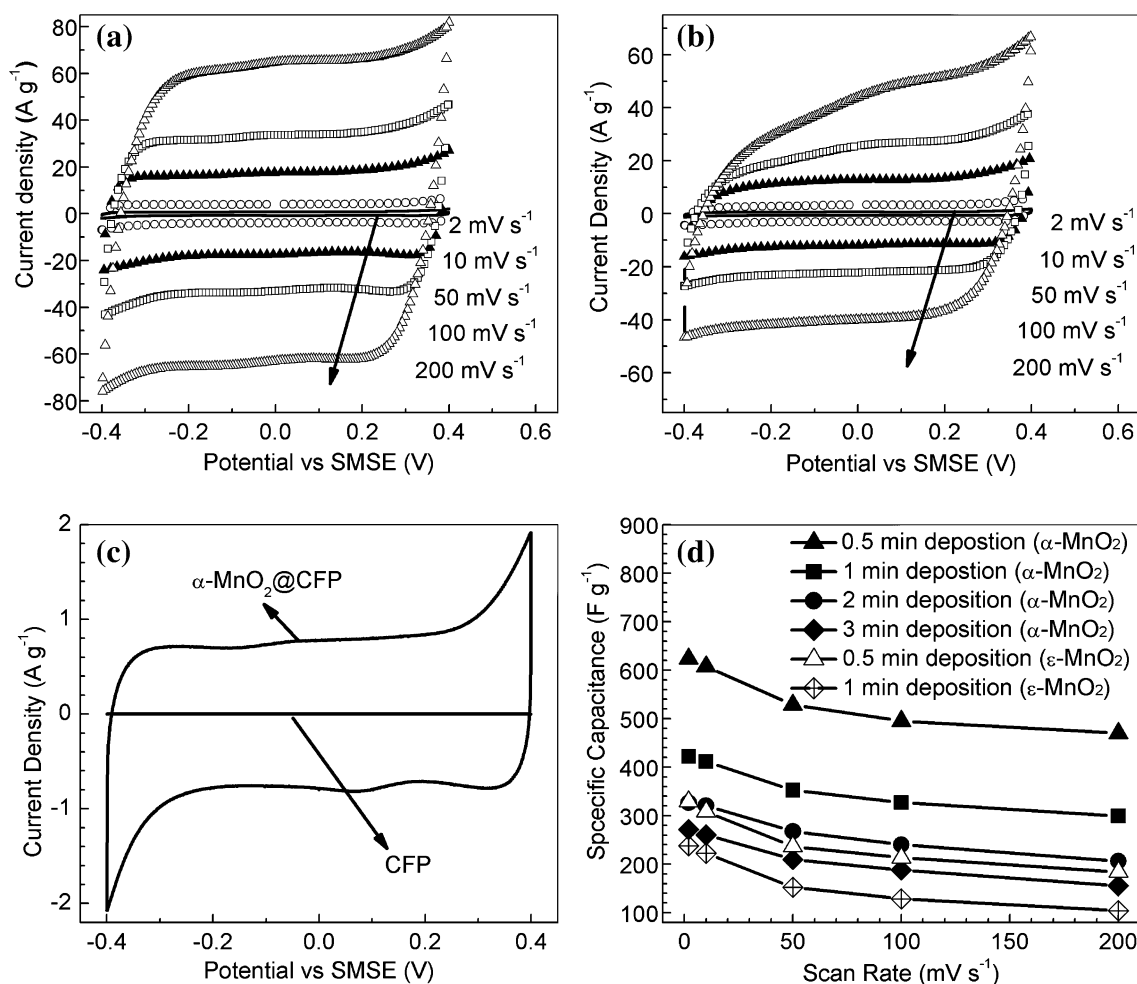 (a)
80
60
40
20
0
-20
-40
-60
-80
Current density (A g⁻¹)
2 mV s⁻¹
10 mV s⁻¹
50 mV s⁻¹
100 mV s⁻¹
200 mV s⁻¹
-0.4 -0.2 0.0 0.2 0.4 0.6
Potential vs SMSE (V)
(b)
60
40
20
0
-20
-40
-60
Current Density (A g⁻¹)
2 mV s⁻¹
10 mV s⁻¹
50 mV s⁻¹
100 mV s⁻¹
200 mV s⁻¹
-0.4 -0.2 0.0 0.2 0.4 0.6
Potential vs SMSE (V)
(c)
2
1
0
-1
-2
Current Density (A g⁻¹)
α-MnO₂@CFP
CFP
-0.4 -0.2 0.0 0.2 0.4
Potential vs SMSE (V)
(d)
900
800
700
600
500
400
300
200
100
Spcecific Capacitance (F g⁻¹)
0.5 min depostion (α-MnO₂)
1 min depostion (α-MnO₂)
2 min deposition (α-MnO₂)
3 min deposition (α-MnO₂)
0.5 min deposition (ε-MnO₂)
1 min deposition (ε-MnO₂)
0 50 100 150 200
Scan Rate (mV s⁻¹)